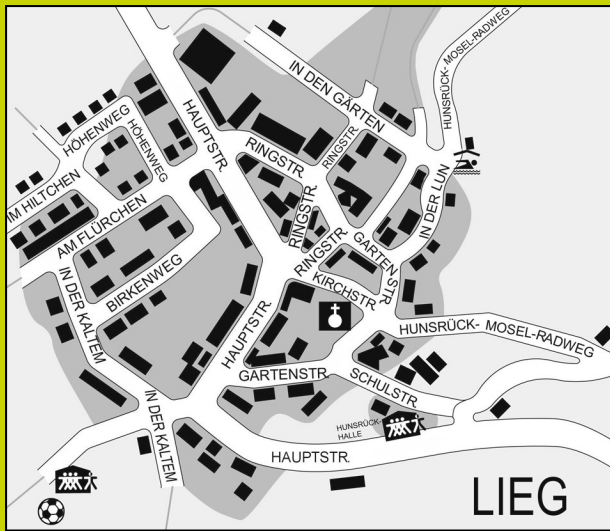 HUNSRÜCK- MOSEL-RADWEG
IN DEN GÄRTEN
HAUPTSTR.
HÖHENWEG
HÖHENWEG
RINGSTR.
RINGSTR.
IM HILTCHEN
AM FLÜRCHEN
RINGSTR.
IN DER LUN
RINGSTR.
GARTENSTR.
IN DER KALTEM
BIRKENWEG
KIRCHSTR.
HAUPTSTR.
HUNSRÜCK- MOSEL-RADWEG
GARTENSTR.
SCHULSTR.
IN DER KALTEM
HUNSRÜCK-
HALLE
HAUPTSTR.
LIEG